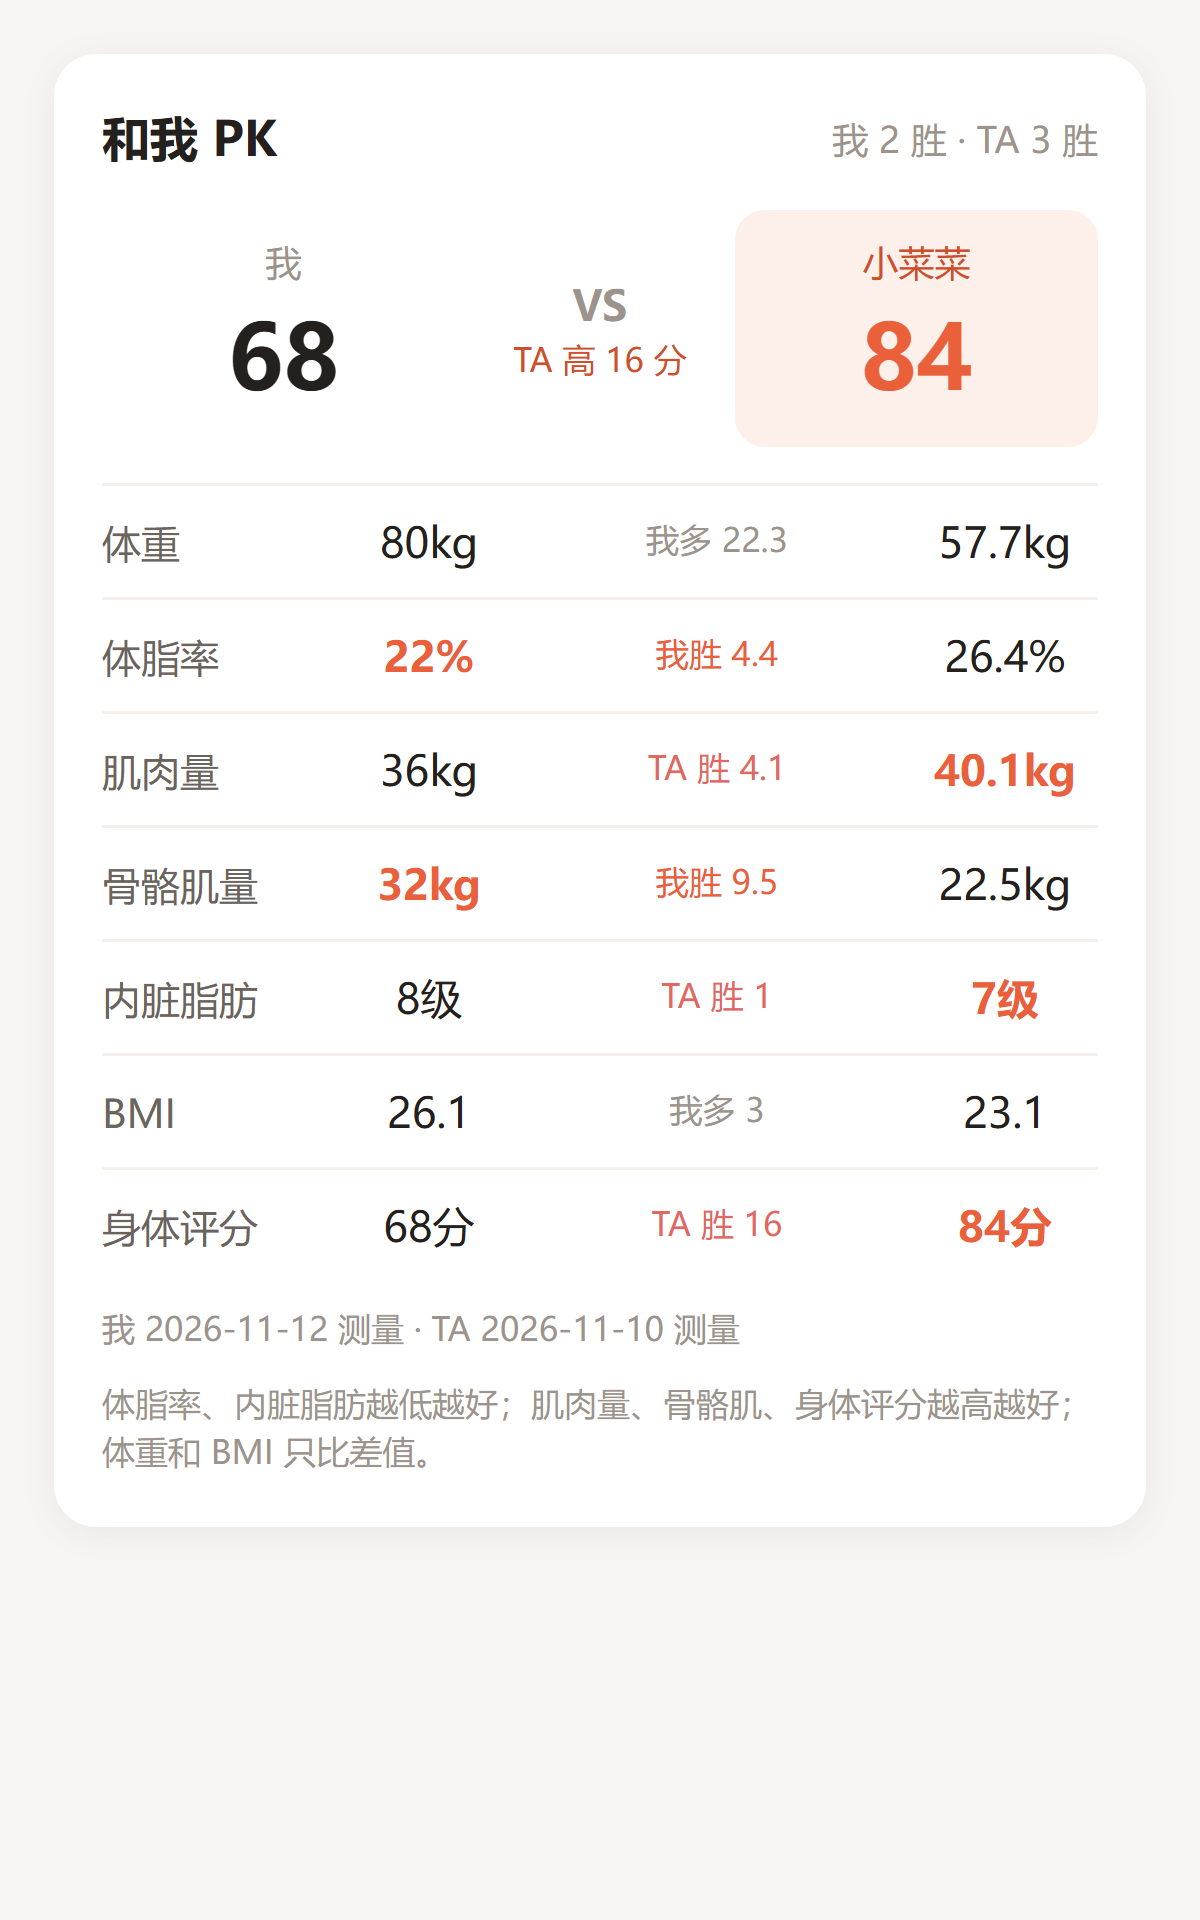 和我 PK
我 2 胜 · TA 3 胜
我
68
VS
TA 高 16 分
小菜菜
84
体重 80kg 我多 22.3 57.7kg
体脂率 22% 我胜 4.4 26.4%
肌肉量 36kg TA 胜 4.1 40.1kg
骨骼肌量 32kg 我胜 9.5 22.5kg
内脏脂肪 8级 TA 胜 1 7级
BMI 26.1 我多 3 23.1
身体评分 68分 TA 胜 16 84分
我 2026-11-12 测量 · TA 2026-11-10 测量
体脂率、内脏脂肪越低越好；肌肉量、骨骼肌、身体评分越高越好；
体重和 BMI 只比差值。